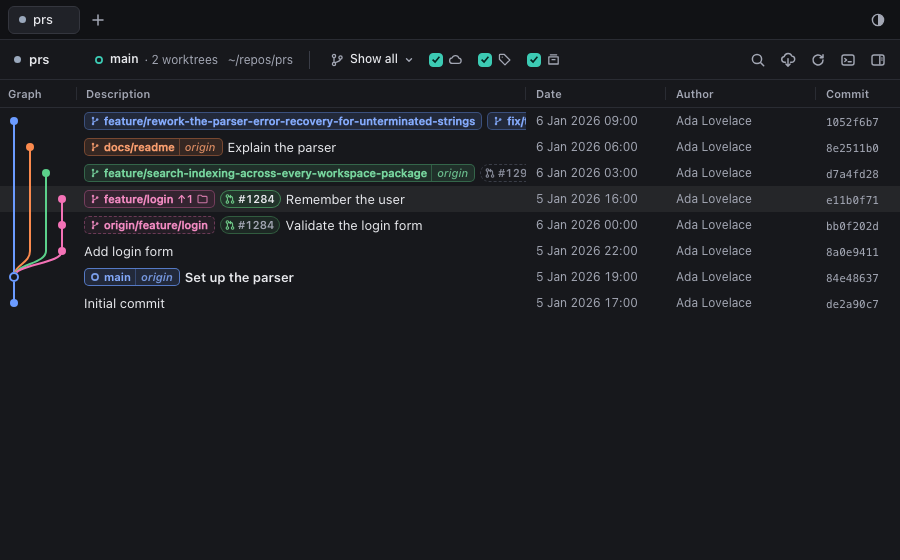 prs
prs main · 2 worktrees ~/repos/prs Show all
Graph Description Date Author Commit
feature/rework-the-parser-error-recovery-for-unterminated-strings 6 Jan 2026 09:00 Ada Lovelace 1052f6b7
docs/readme origin Explain the parser 6 Jan 2026 06:00 Ada Lovelace 8e2511b0
feature/search-indexing-across-every-workspace-package origin #129 6 Jan 2026 03:00 Ada Lovelace d7a4fd28
feature/login ↑1 #1284 Remember the user 5 Jan 2026 16:00 Ada Lovelace e11b0f71
origin/feature/login #1284 Validate the login form 6 Jan 2026 00:00 Ada Lovelace bb0f202d
Add login form 5 Jan 2026 22:00 Ada Lovelace 8a0e9411
main origin Set up the parser 5 Jan 2026 19:00 Ada Lovelace 84e48637
Initial commit 5 Jan 2026 17:00 Ada Lovelace de2a90c7